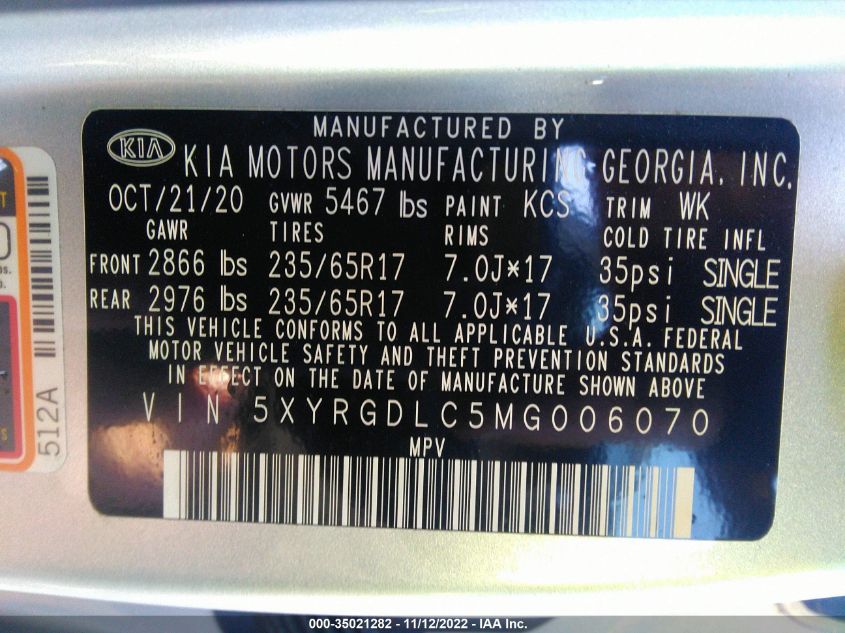 MANUFACTURED BY
KIA KIA MOTORS MANUFACTURING GEORGIA, INC.
OCT/21/20 GVWR 5467 lbs PAINT KCS TRIM WK
GAWR TIRES RIMS COLD TIRE INFL
FRONT 2866 lbs 235/65R17 7.0J*17 35psi SINGLE
REAR 2976 lbs 235/65R17 7.0J*17 35psi SINGLE
THIS VEHICLE CONFORMS TO ALL APPLICABLE U.S.A. FEDERAL
MOTOR VEHICLE SAFETY AND THEFT PREVENTION STANDARDS
IN EFFECT ON THE DATE OF MANUFACTURE SHOWN ABOVE
VIN 5XYRGDLC5MG006070
MPV
512A
000-35021282 - 11/12/2022 - IAA Inc.